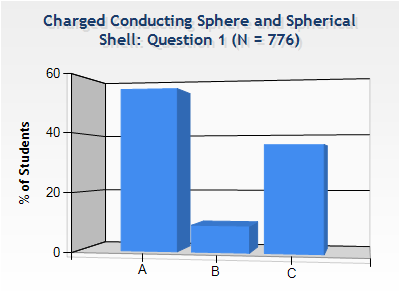 Charged Conducting Sphere and Spherical
Shell: Question 1 (N = 776)
% of Students
60
40
20
0
A
B
C